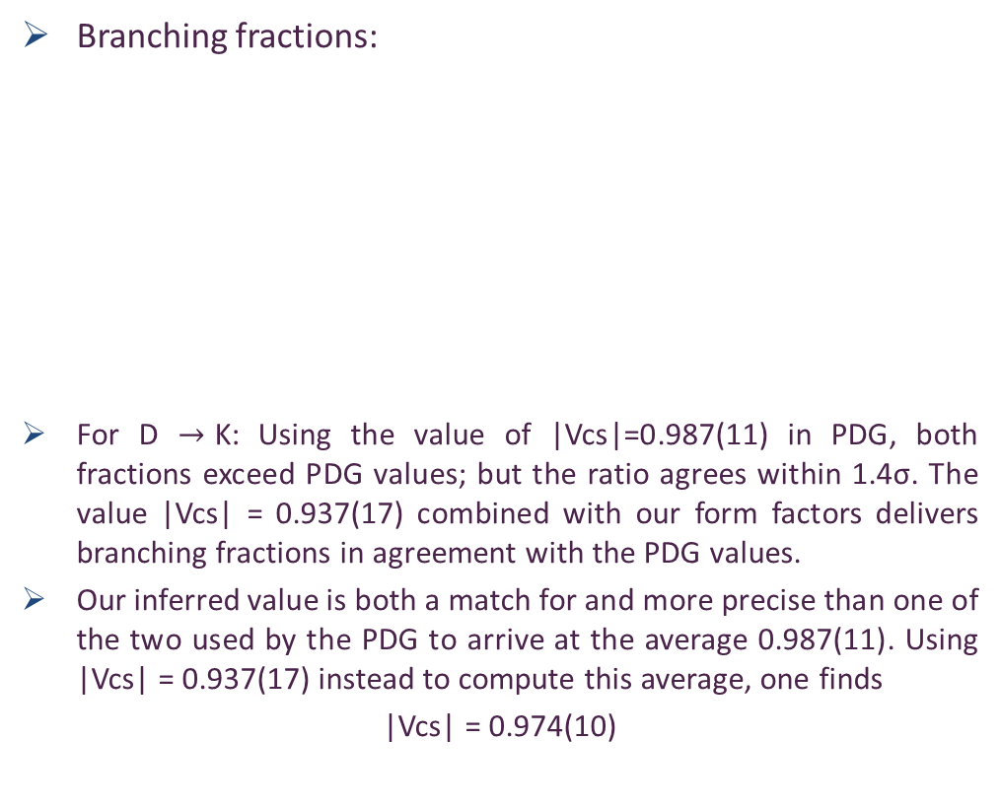 ➢ Branching fractions:
➢ For D → K: Using the value of |Vcs|=0.987(11) in PDG, both
fractions exceed PDG values; but the ratio agrees within 1.4σ. The
value |Vcs| = 0.937(17) combined with our form factors delivers
branching fractions in agreement with the PDG values.
➢ Our inferred value is both a match for and more precise than one of
the two used by the PDG to arrive at the average 0.987(11). Using
|Vcs| = 0.937(17) instead to compute this average, one finds
|Vcs| = 0.974(10)